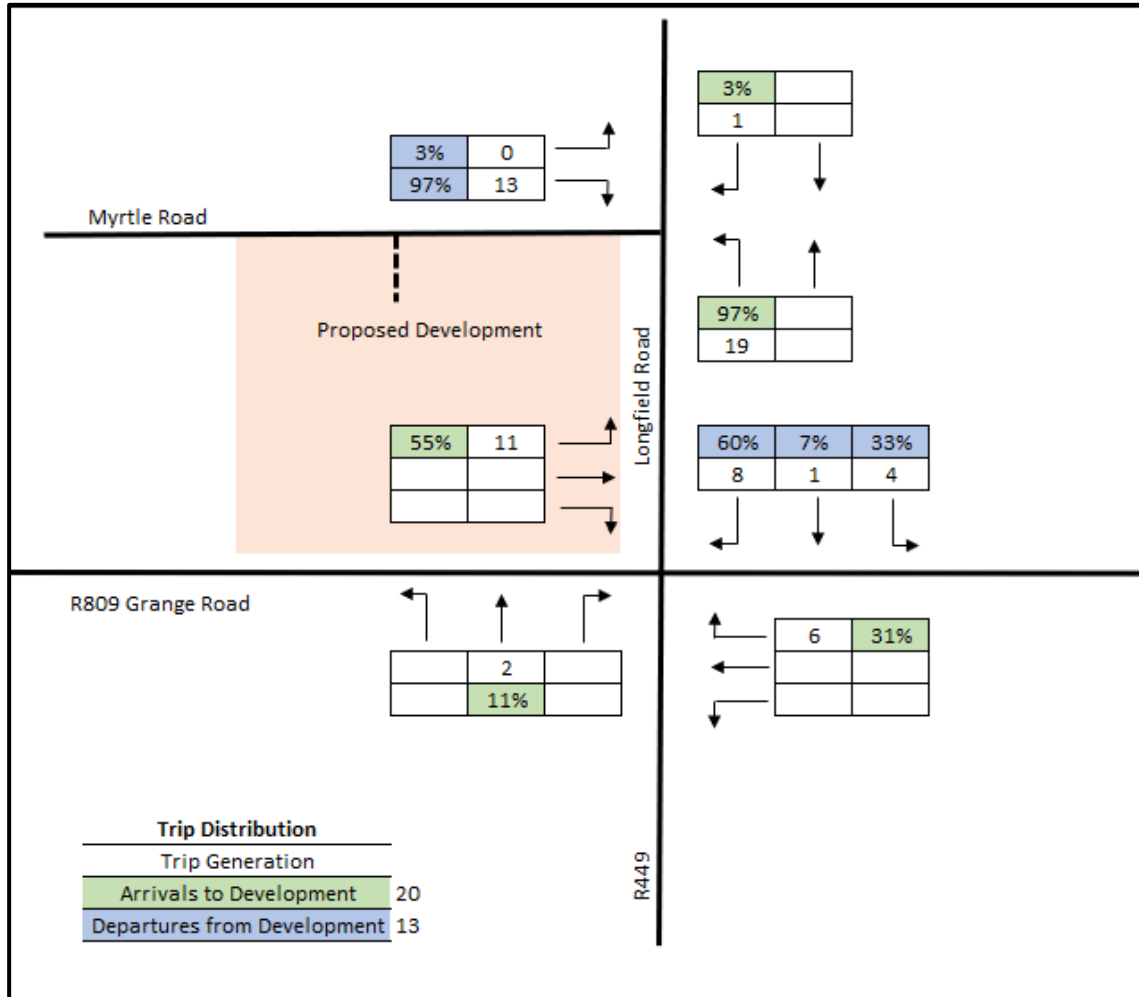 3%
1
3% 0
97% 13
Myrtle Road
97%
19
Proposed Development
Longfield Road
55% 11
60% 7% 33%
8 1 4
R809 Grange Road
2
11%
6 31%
R449
Trip Distribution
Trip Generation
Arrivals to Development 20
Departures from Development 13